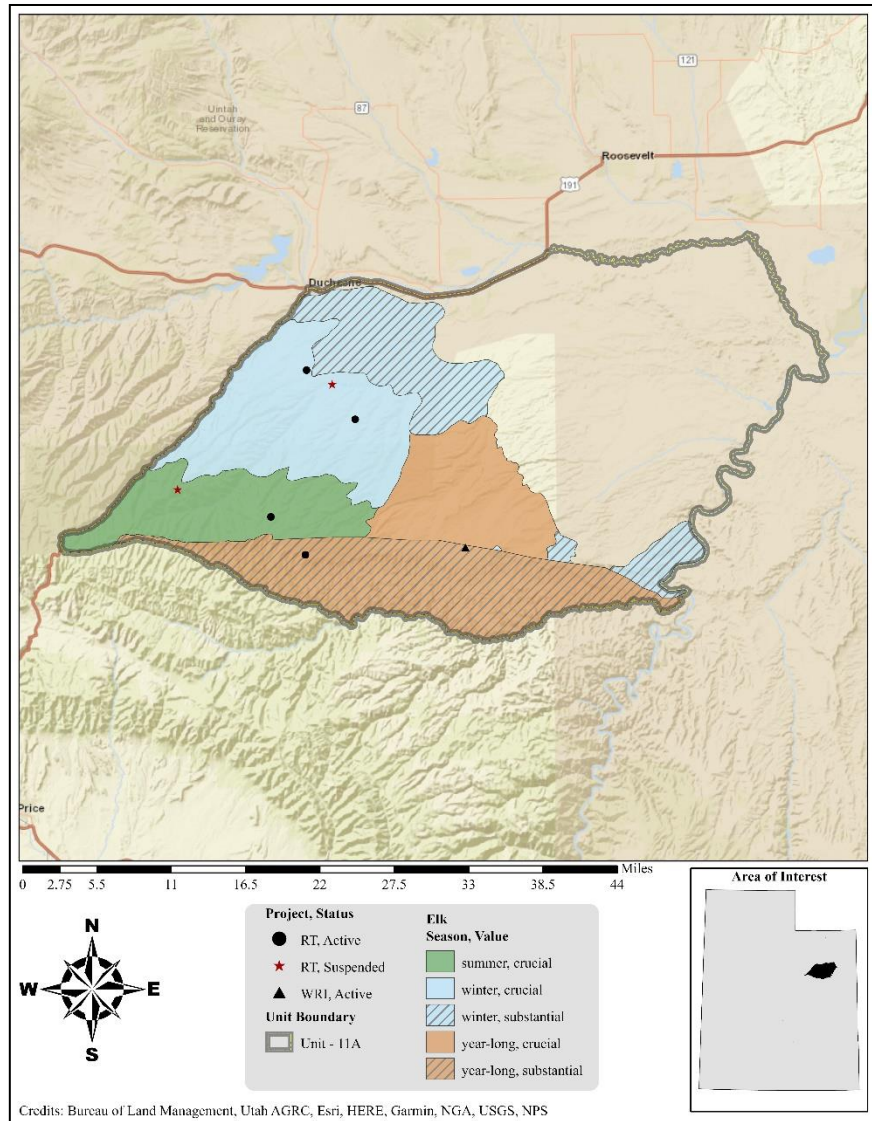 121
Uintah
and Ouray
Reservation
87
Roosevelt
191
Duchesne
Price
Miles
0 2.75 5.5 11 16.5 22 27.5 33 38.5 44
Area of Interest
N
W E
S
Project, Status
RT, Active
RT, Suspended
WRI, Active
Unit Boundary
Unit - 11A
Elk
Season, Value
summer, crucial
winter, crucial
winter, substantial
year-long, crucial
year-long, substantial
Credits: Bureau of Land Management, Utah AGRC, Esri, HERE, Garmin, NGA, USGS, NPS